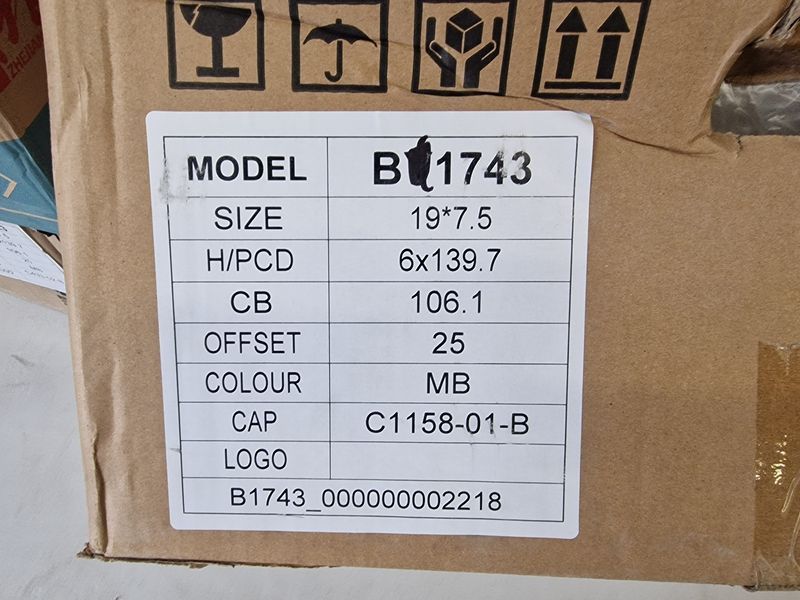 MODEL B 1743
SIZE 19*7.5
H/PCD 6x139.7
CB 106.1
OFFSET 25
COLOUR MB
CAP C1158-01-B
LOGO
B1743_000000002218